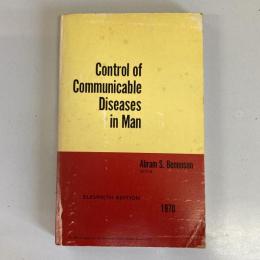 Control of
Communicable
Diseases
in Man
Abram S. Benenson
EDITOR
ELEVENTH EDITION
1970